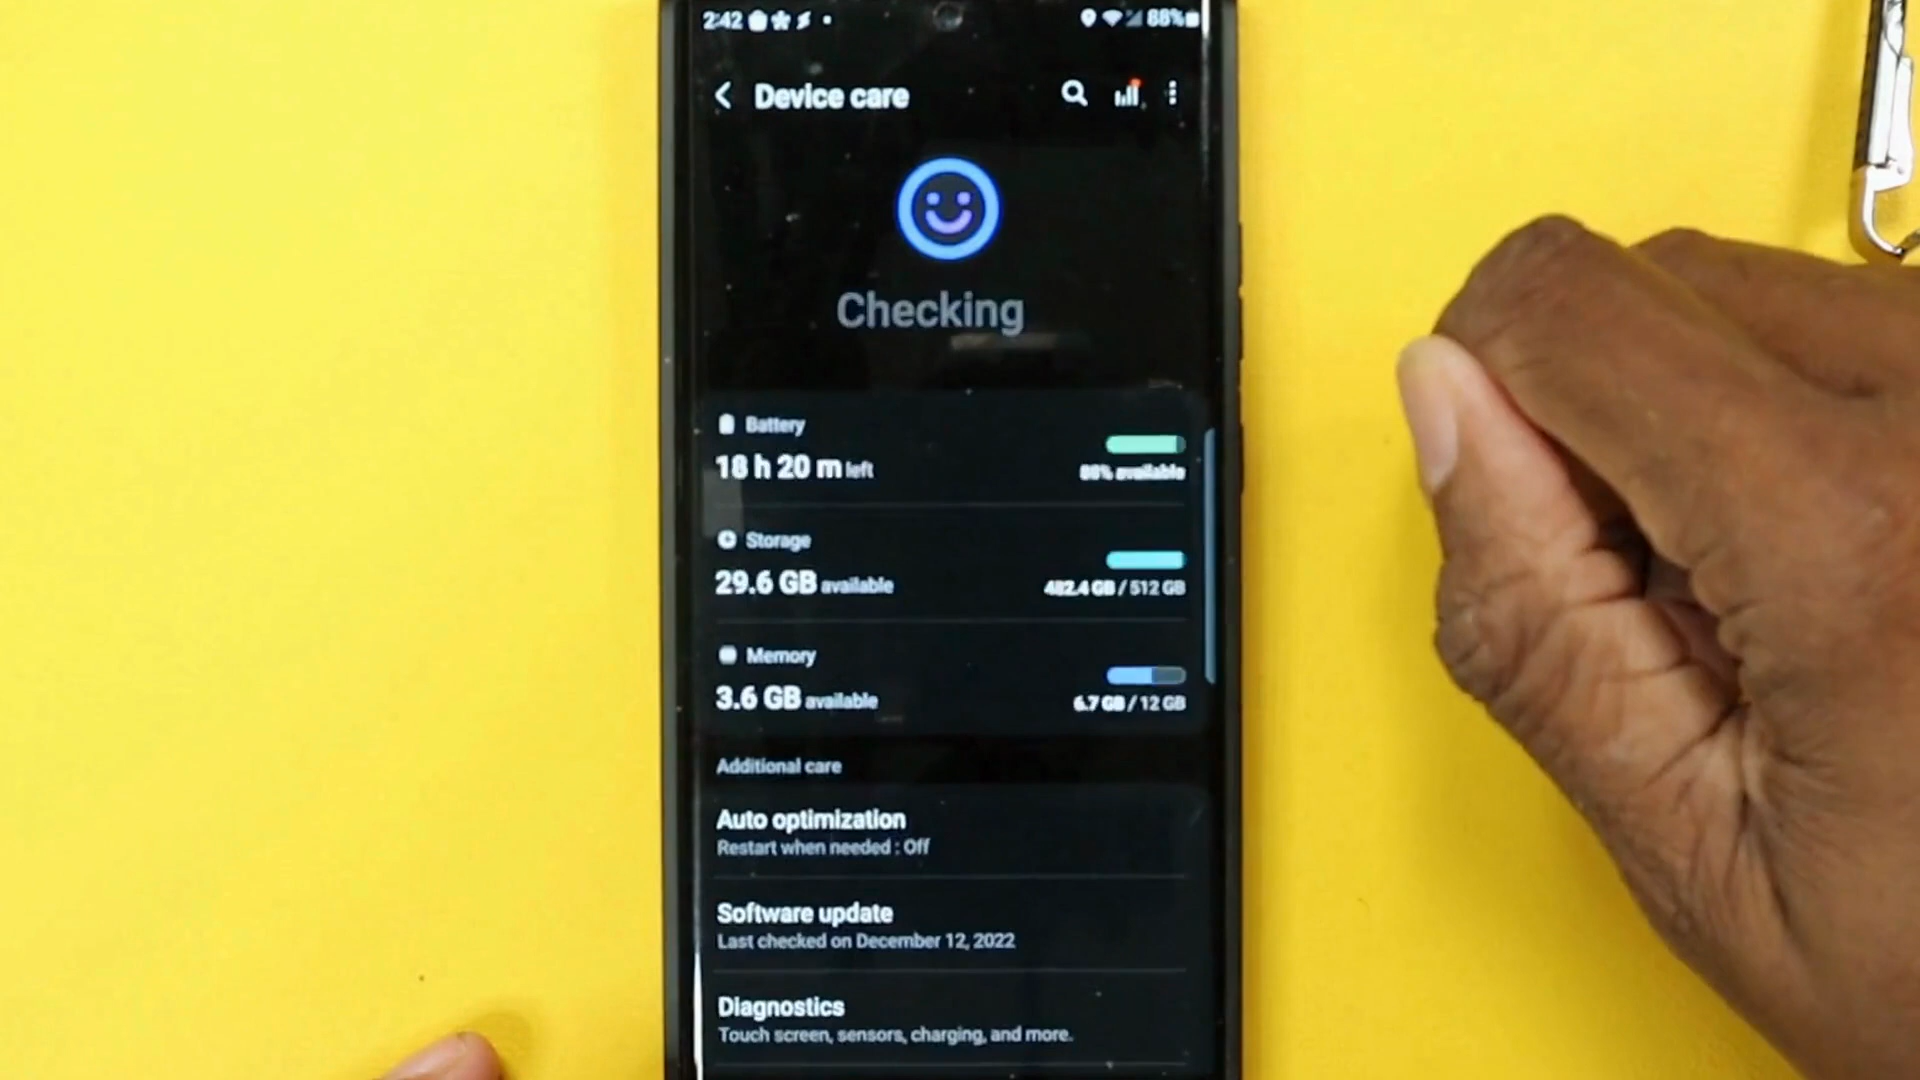 2:42 88%
Device care
Checking
Battery
18 h 20 m left
88% available
Storage
29.6 GB available
482.4 GB / 512 GB
Memory
3.6 GB available
6.7 GB / 12 GB
Additional care
Auto optimization
Restart when needed : Off
Software update
Last checked on December 12, 2022
Diagnostics
Touch screen, sensors, charging, and more.